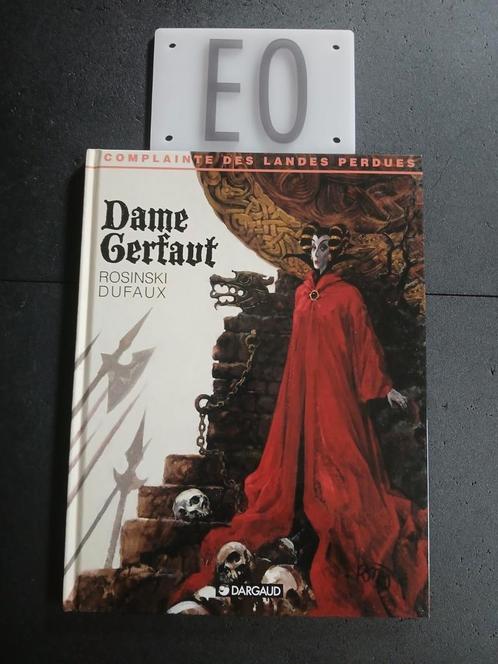 EO
COMPLAINTE DES LANDES PERDUES
Dame
Gerfaut
ROSINSKI
DUFAUX
DARGAUD